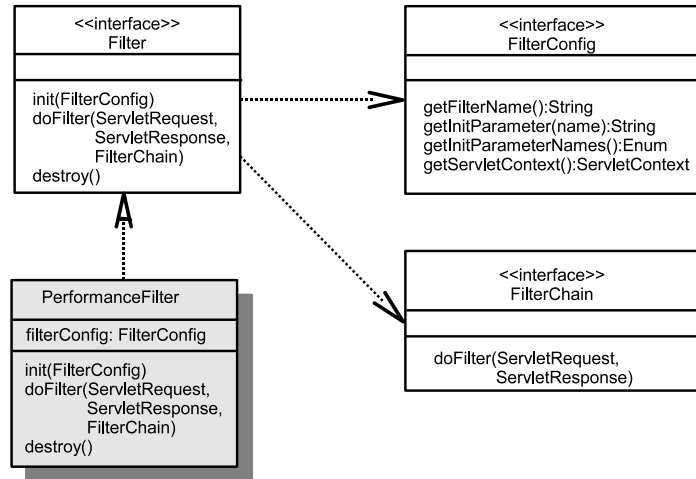 <<interface>>
Filter
init(FilterConfig)
doFilter(ServletRequest,
ServletResponse,
FilterChain)
destroy()
<<interface>>
FilterConfig
getFilterName():String
getInitParameter(name):String
getInitParameterNames():Enum
getServletContext():ServletContext
PerformanceFilter
filterConfig: FilterConfig
init(FilterConfig)
doFilter(ServletRequest,
ServletResponse,
FilterChain)
destroy()
<<interface>>
FilterChain
doFilter(ServletRequest,
ServletResponse)